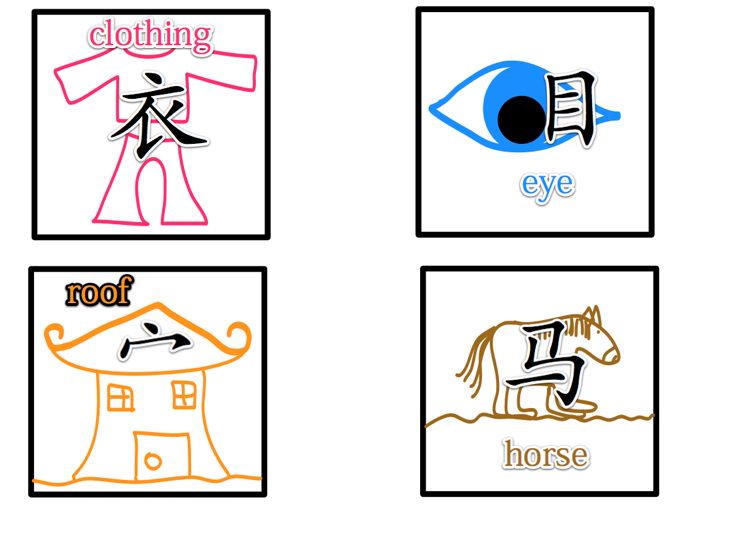 clothing
衣
目
eye
roof
宀
马
horse